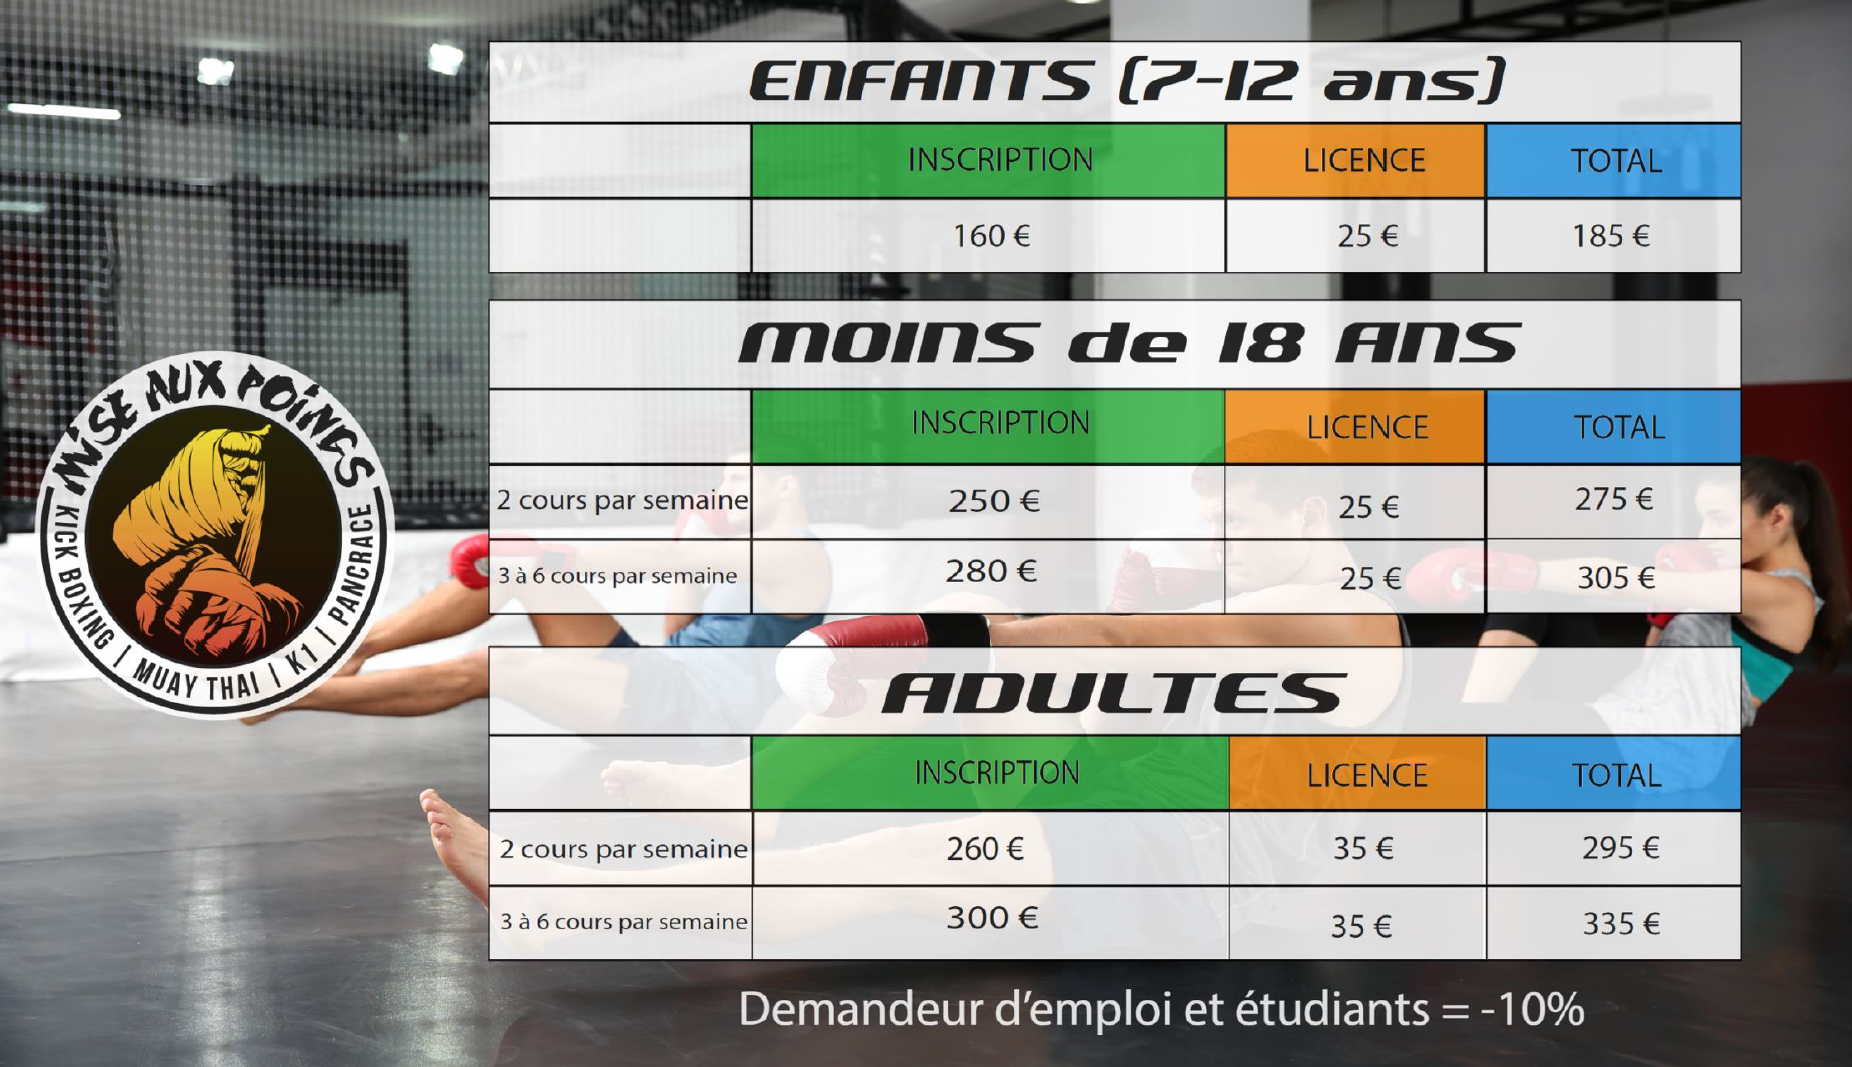 ENFANTS (7-12 ans)
INSCRIPTION LICENCE TOTAL
160 € 25 € 185 €
MOINS de 18 ANS
INSCRIPTION LICENCE TOTAL
2 cours par semaine 250 € 25 € 275 €
3 à 6 cours par semaine 280 € 25 € 305 €
ADULTES
INSCRIPTION LICENCE TOTAL
2 cours par semaine 260 € 35 € 295 €
3 à 6 cours par semaine 300 € 35 € 335 €
Demandeur d'emploi et étudiants = -10%
MISE AUX POINGS
KICK BOXING | MUAY THAI | K1 | PANCRACE